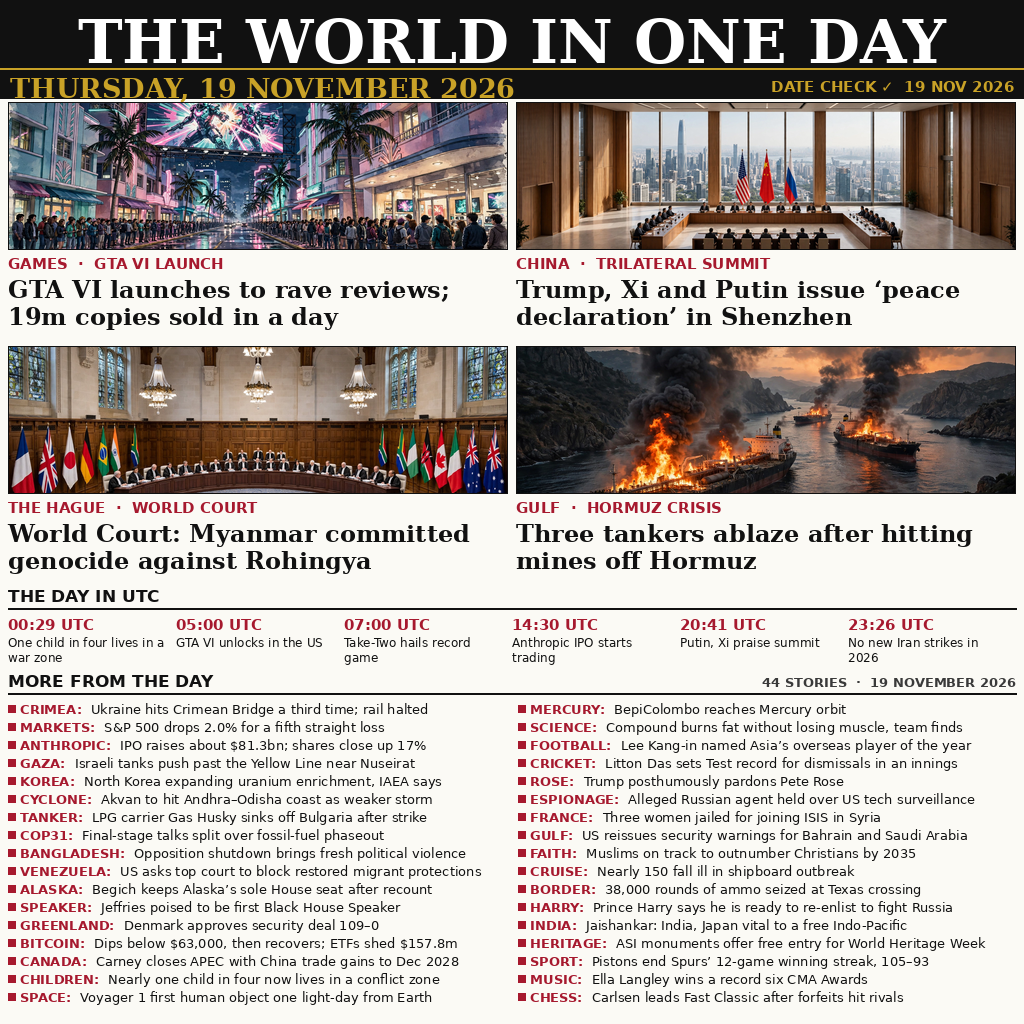 THE WORLD IN ONE DAY
THURSDAY, 19 NOVEMBER 2026
DATE CHECK ✓ 19 NOV 2026
GAMES · GTA VI LAUNCH
GTA VI launches to rave reviews;
19m copies sold in a day
CHINA · TRILATERAL SUMMIT
Trump, Xi and Putin issue ‘peace
declaration’ in Shenzhen
THE HAGUE · WORLD COURT
World Court: Myanmar committed
genocide against Rohingya
GULF · HORMUZ CRISIS
Three tankers ablaze after hitting
mines off Hormuz
THE DAY IN UTC
00:29 UTC
One child in four lives in a
war zone
05:00 UTC
GTA VI unlocks in the US
07:00 UTC
Take-Two hails record
game
14:30 UTC
Anthropic IPO starts
trading
20:41 UTC
Putin, Xi praise summit
23:26 UTC
No new Iran strikes in
2026
MORE FROM THE DAY
44 STORIES · 19 NOVEMBER 2026
CRIMEA: Ukraine hits Crimean Bridge a third time; rail halted
MARKETS: S&P 500 drops 2.0% for a fifth straight loss
ANTHROPIC: IPO raises about $81.3bn; shares close up 17%
GAZA: Israeli tanks push past the Yellow Line near Nuseirat
KOREA: North Korea expanding uranium enrichment, IAEA says
CYCLONE: Akvan to hit Andhra–Odisha coast as weaker storm
TANKER: LPG carrier Gas Husky sinks off Bulgaria after strike
COP31: Final-stage talks split over fossil-fuel phaseout
BANGLADESH: Opposition shutdown brings fresh political violence
VENEZUELA: US asks top court to block restored migrant protections
ALASKA: Begich keeps Alaska’s sole House seat after recount
SPEAKER: Jeffries poised to be first Black House Speaker
GREENLAND: Denmark approves security deal 109–0
BITCOIN: Dips below $63,000, then recovers; ETFs shed $157.8m
CANADA: Carney closes APEC with China trade gains to Dec 2028
CHILDREN: Nearly one child in four now lives in a conflict zone
SPACE: Voyager 1 first human object one light-day from Earth
MERCURY: BepiColombo reaches Mercury orbit
SCIENCE: Compound burns fat without losing muscle, team finds
FOOTBALL: Lee Kang-in named Asia’s overseas player of the year
CRICKET: Litton Das sets Test record for dismissals in an innings
ROSE: Trump posthumously pardons Pete Rose
ESPIONAGE: Alleged Russian agent held over US tech surveillance
FRANCE: Three women jailed for joining ISIS in Syria
GULF: US reissues security warnings for Bahrain and Saudi Arabia
FAITH: Muslims on track to outnumber Christians by 2035
CRUISE: Nearly 150 fall ill in shipboard outbreak
BORDER: 38,000 rounds of ammo seized at Texas crossing
HARRY: Prince Harry says he is ready to re-enlist to fight Russia
INDIA: Jaishankar: India, Japan vital to a free Indo-Pacific
HERITAGE: ASI monuments offer free entry for World Heritage Week
SPORT: Pistons end Spurs’ 12-game winning streak, 105–93
MUSIC: Ella Langley wins a record six CMA Awards
CHESS: Carlsen leads Fast Classic after forfeits hit rivals